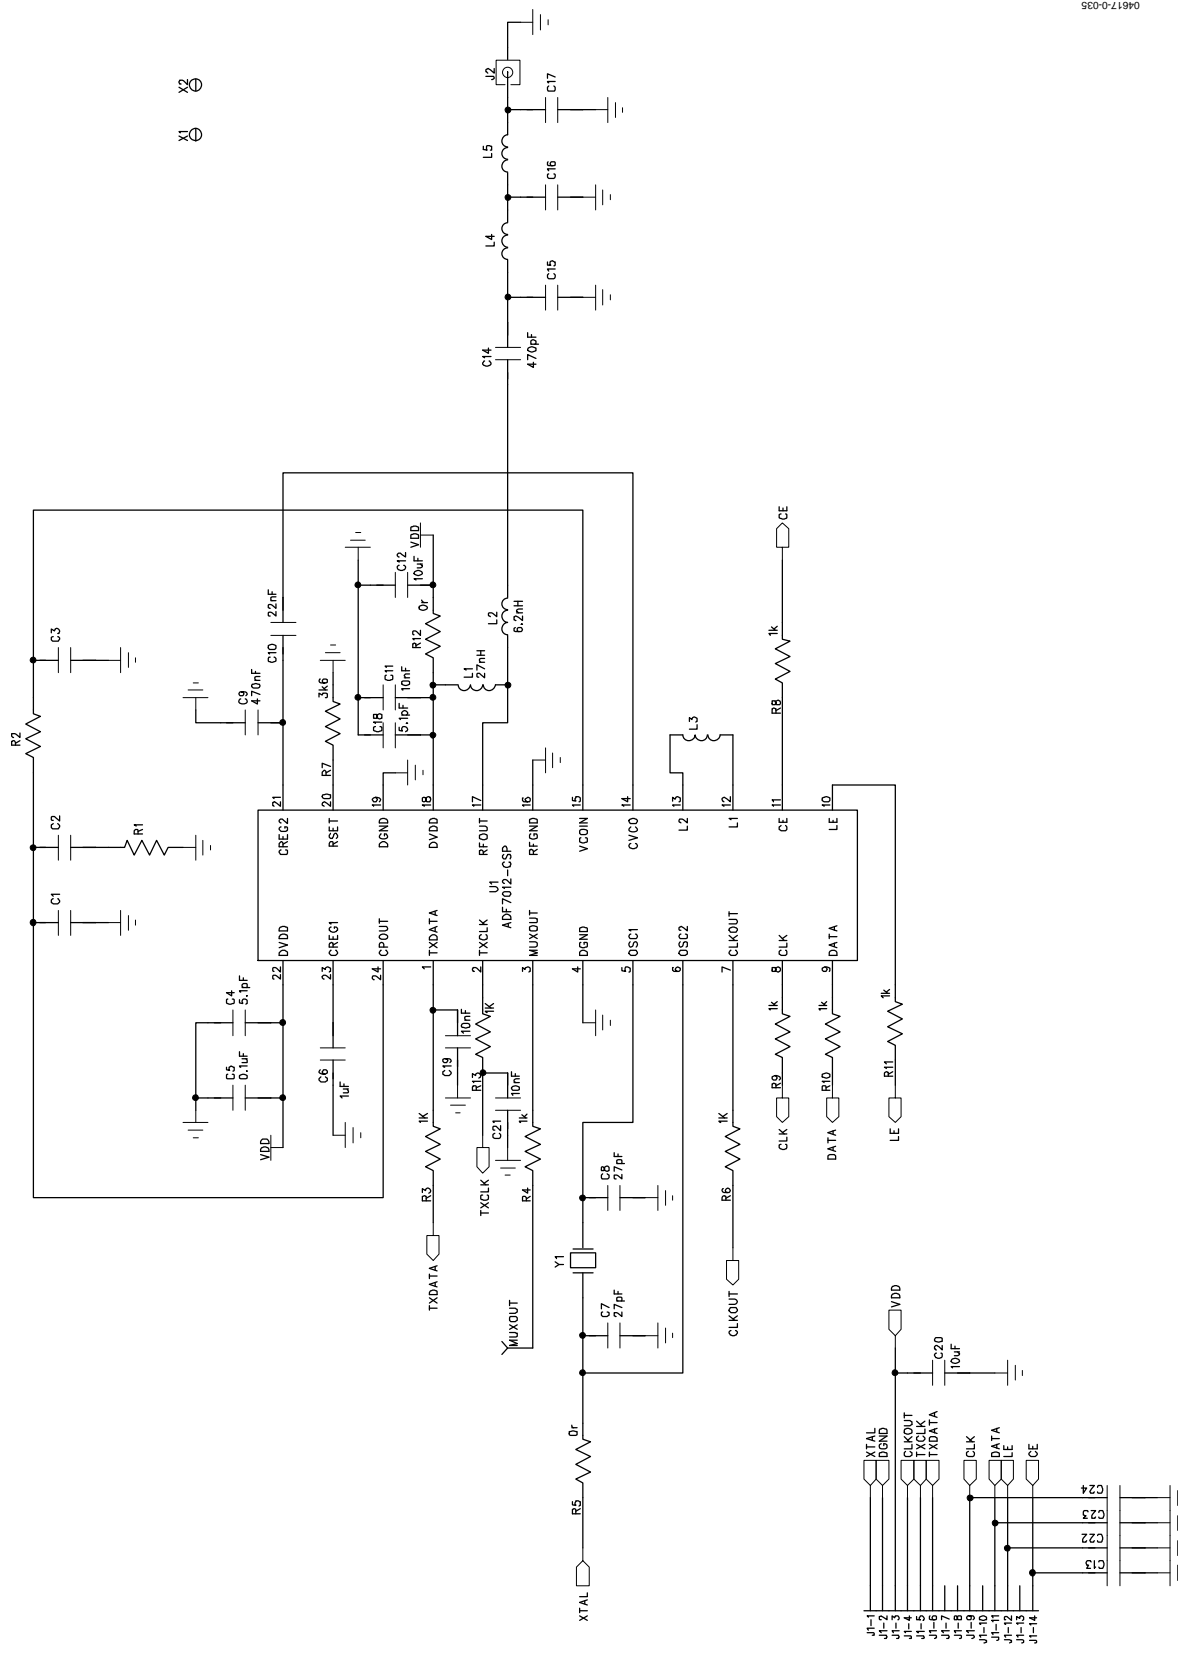 04617-0-035
X2
X1
J2
C17
L5
C16
L4
C15
C14
470pF
R2
C3
C2
R1
C1
22nF
C10
C9
470nF
3k6
R7
C12
10uF
VDD
0r
R12
C11
10nF
C18
5.1pF
L1
27nH
L2
6.2nH
L3
CE
1k
R8
21
20
19
18
17
16
15
14
13
12
11
10
CREG2
RSET
DGND
DVDD
RFOUT
RFGND
VCOIN
CVCO
L2
L1
CE
LE
U1
ADF7012-CSP
DVDD
CREG1
CPOUT
TXDATA
TXCLK
MUXOUT
DGND
OSC1
OSC2
CLKOUT
CLK
DATA
22
23
24
1
2
3
4
5
6
7
8
9
C4
5.1pF
C5
0.1uF
VDD
C6
1uF
C19
10nF
1K
R13
C21
10nF
1K
R3
TXDATA
TXCLK
1k
R4
MUXOUT
C8
27pF
Y1
C7
27pF
0r
R5
XTAL
1K
R6
CLKOUT
1k
R9
CLK
1k
R10
DATA
1k
R11
LE
VDD
C20
10uF
XTAL
DGND
CLKOUT
TXCLK
TXDATA
CLK
DATA
LE
CE
C24
C23
C22
C13
J1-1
J1-2
J1-3
J1-4
J1-5
J1-6
J1-7
J1-8
J1-9
J1-10
J1-11
J1-12
J1-13
J1-14